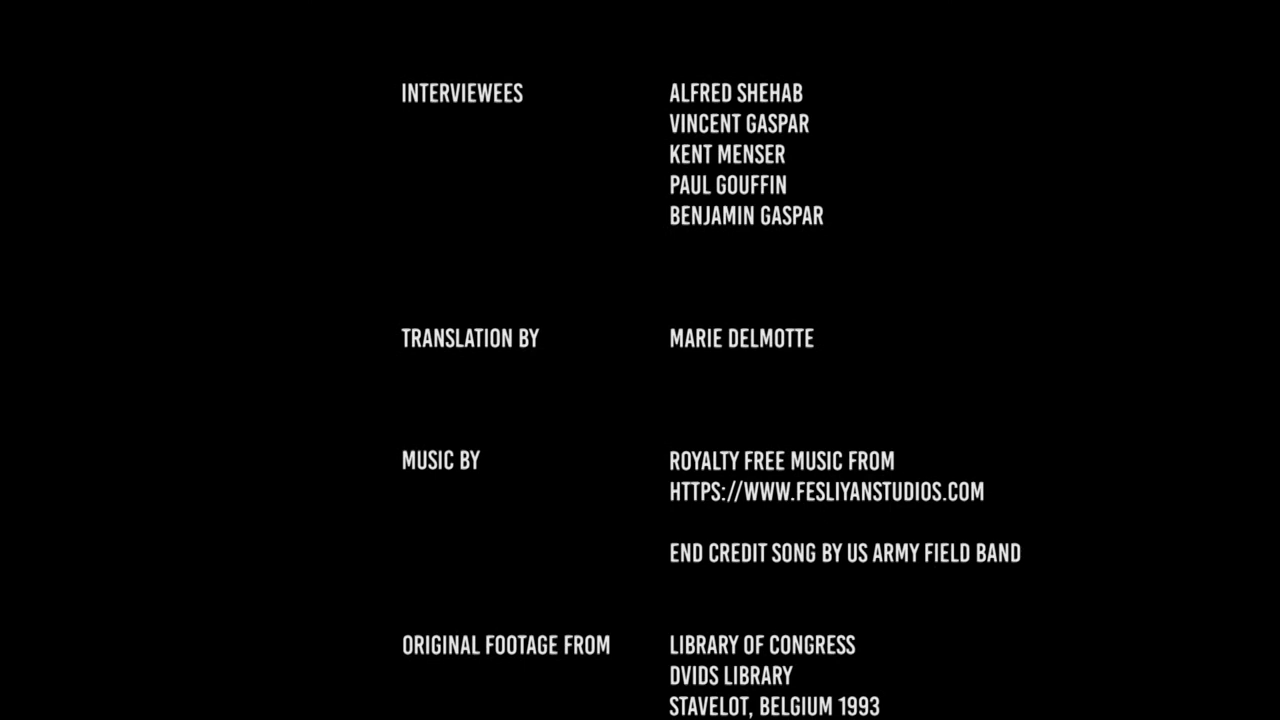 INTERVIEWEES ALFRED SHEHAB
VINCENT GASPAR
KENT MENSER
PAUL GOUFFIN
BENJAMIN GASPAR
TRANSLATION BY MARIE DELMOTTE
MUSIC BY ROYALTY FREE MUSIC FROM
HTTPS://WWW.FESLIYANSTUDIOS.COM
END CREDIT SONG BY US ARMY FIELD BAND
ORIGINAL FOOTAGE FROM LIBRARY OF CONGRESS
DVIDS LIBRARY
STAVELOT, BELGIUM 1993